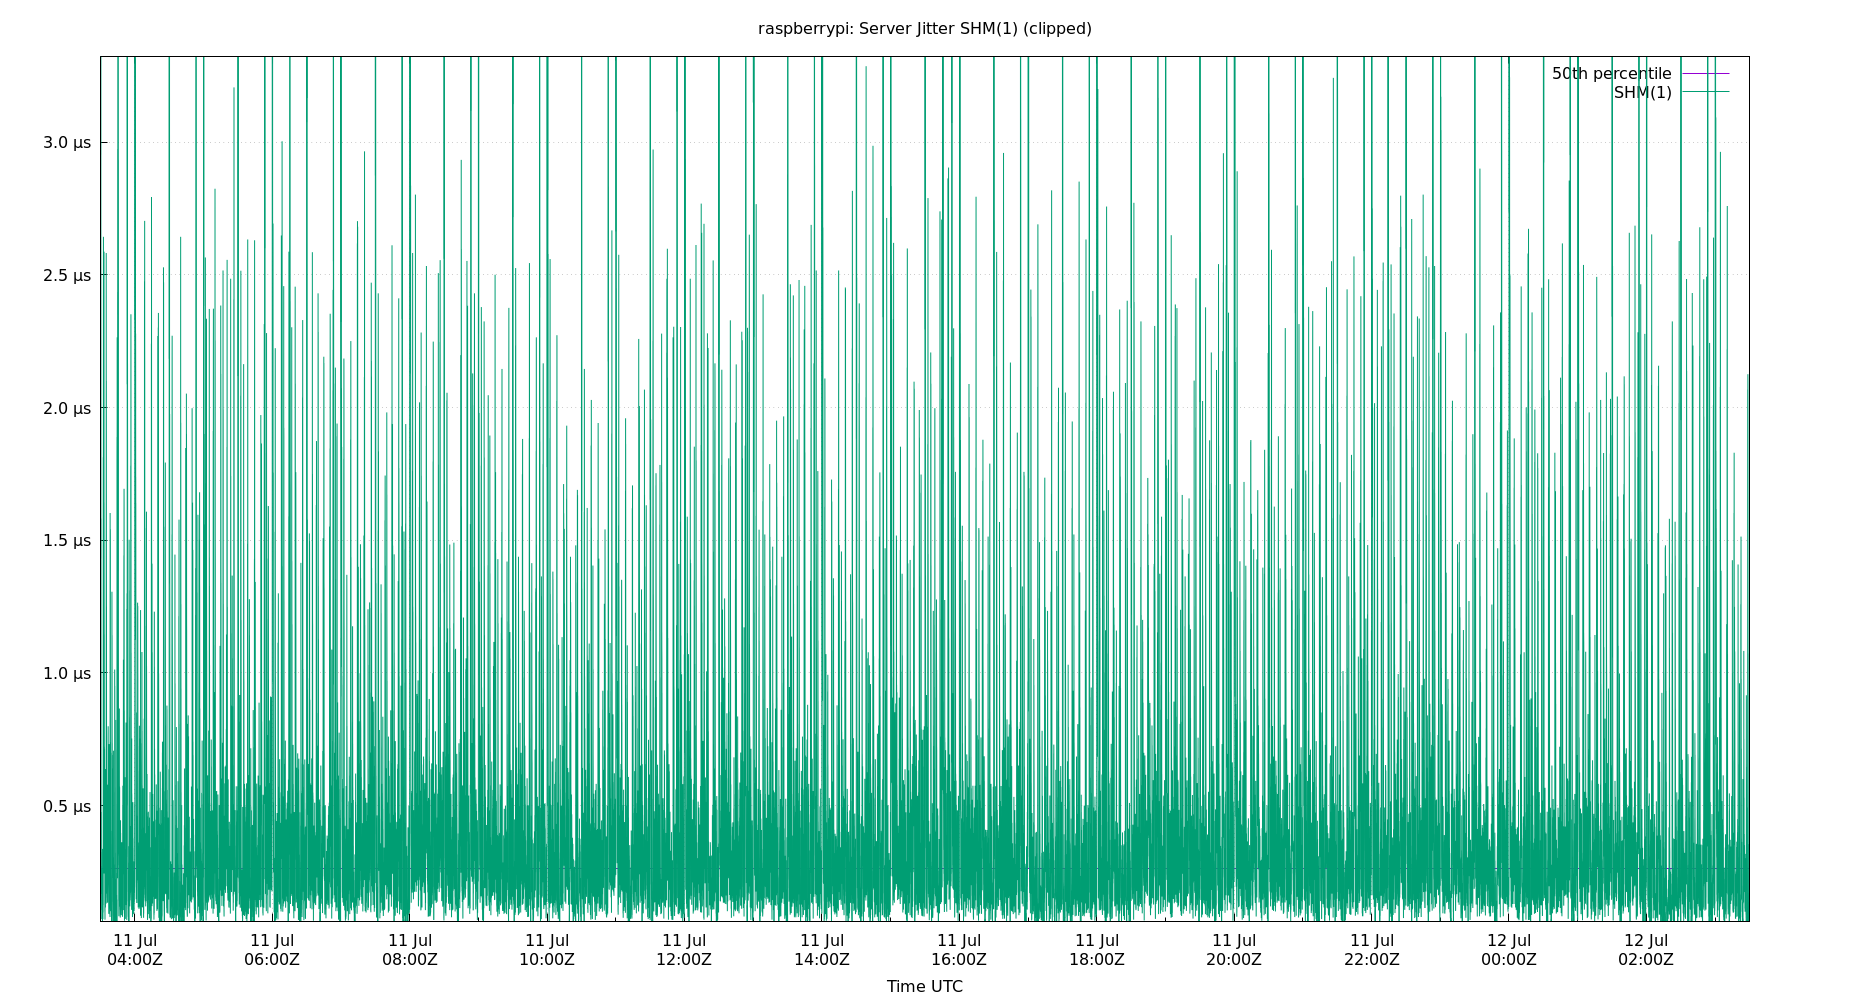 raspberrypi: Server Jitter SHM(1) (clipped)
50th percentile
SHM(1)
3.0 µs
2.5 µs
2.0 µs
1.5 µs
1.0 µs
0.5 µs
11 Jul 11 Jul 11 Jul 11 Jul 11 Jul 11 Jul 11 Jul 11 Jul 11 Jul 11 Jul 12 Jul 12 Jul
04:00Z 06:00Z 08:00Z 10:00Z 12:00Z 14:00Z 16:00Z 18:00Z 20:00Z 22:00Z 00:00Z 02:00Z
Time UTC